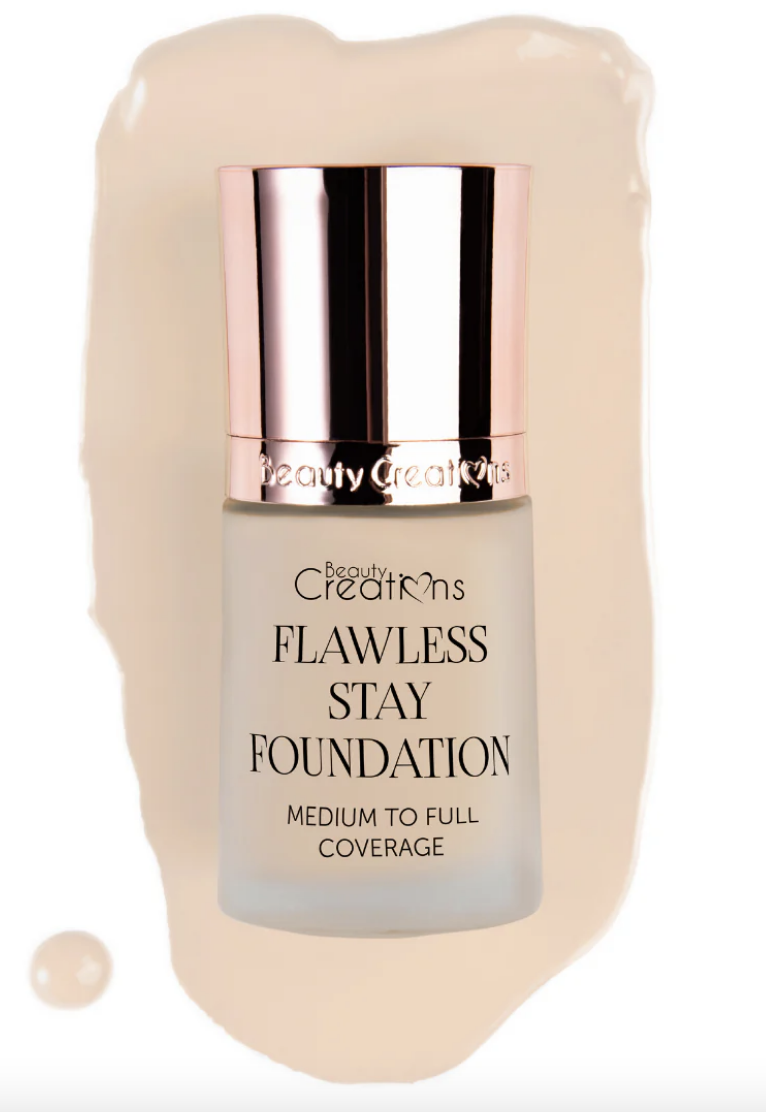 Beauty Creations
Beauty
Creations
FLAWLESS
STAY
FOUNDATION
MEDIUM TO FULL
COVERAGE